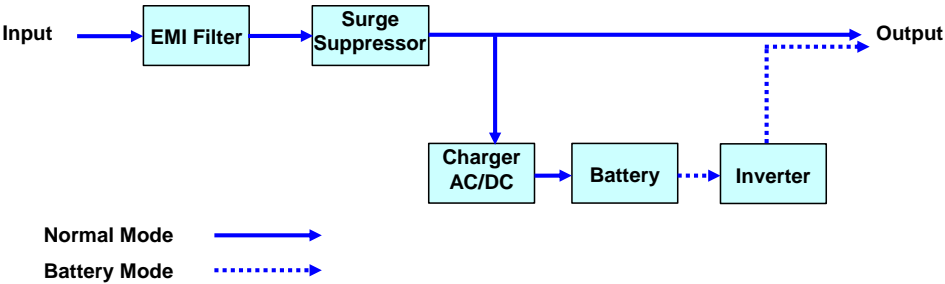 Input
EMI Filter
Surge
Suppressor
Output
Charger
AC/DC
Battery
Inverter
Normal Mode
Battery Mode